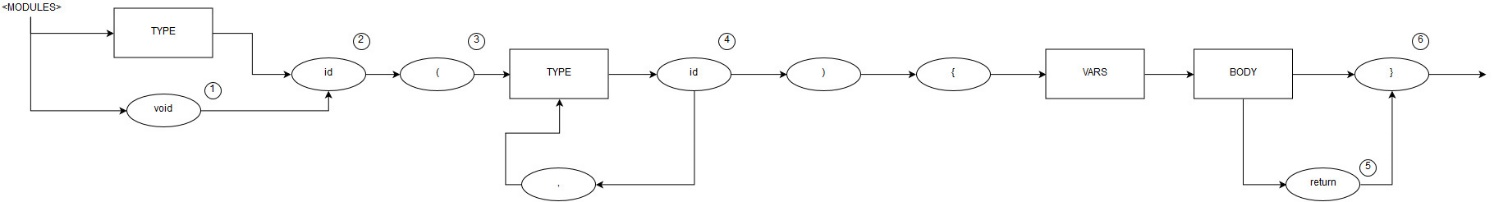 <MODULES>
TYPE
void
1
id
2
(
3
TYPE
,
id
4
)
{
VARS
BODY
return
5
}
6